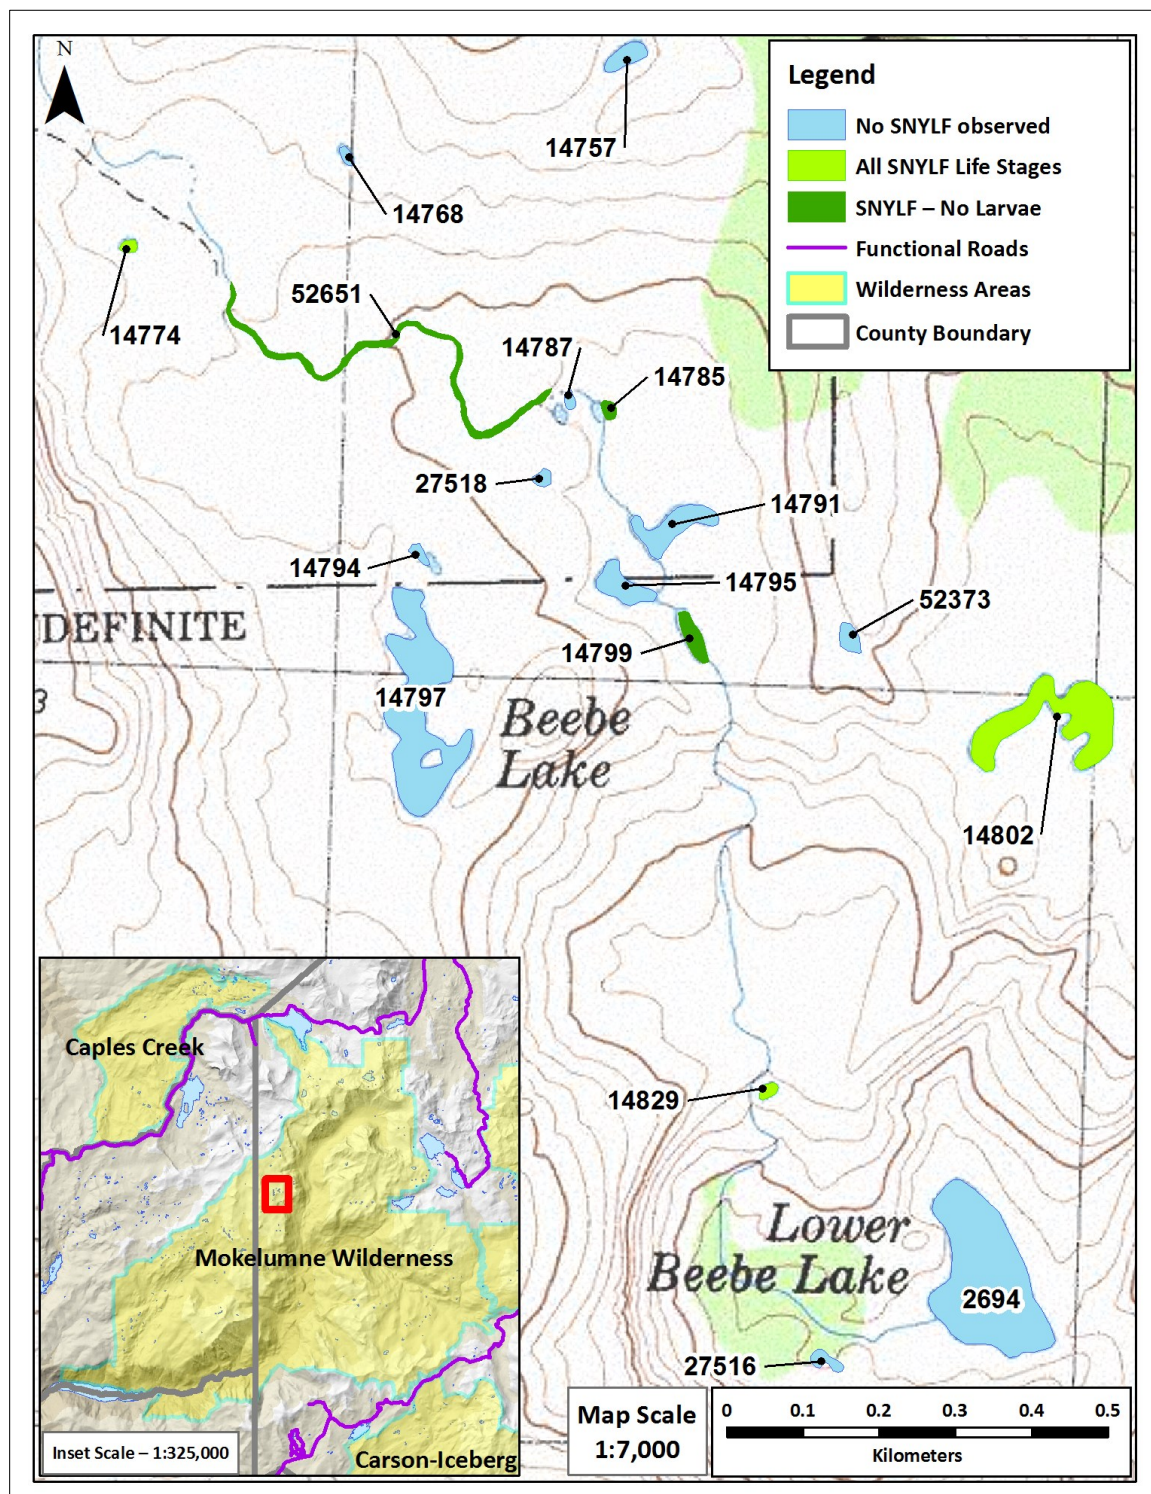 N
Legend
No SNYLF observed
All SNYLF Life Stages
SNYLF – No Larvae
Functional Roads
Wilderness Areas
County Boundary
14757
14768
14774
52651
14787
14785
27518
14791
14794
14795
52373
DEFINITE
14799
14797
3
Beebe
Lake
14802
14829
Lower
Beebe Lake
2694
27516
Caples Creek
Mokelumne Wilderness
Carson-Iceberg
Inset Scale – 1:325,000
Map Scale
1:7,000
0 0.1 0.2 0.3 0.4 0.5
Kilometers